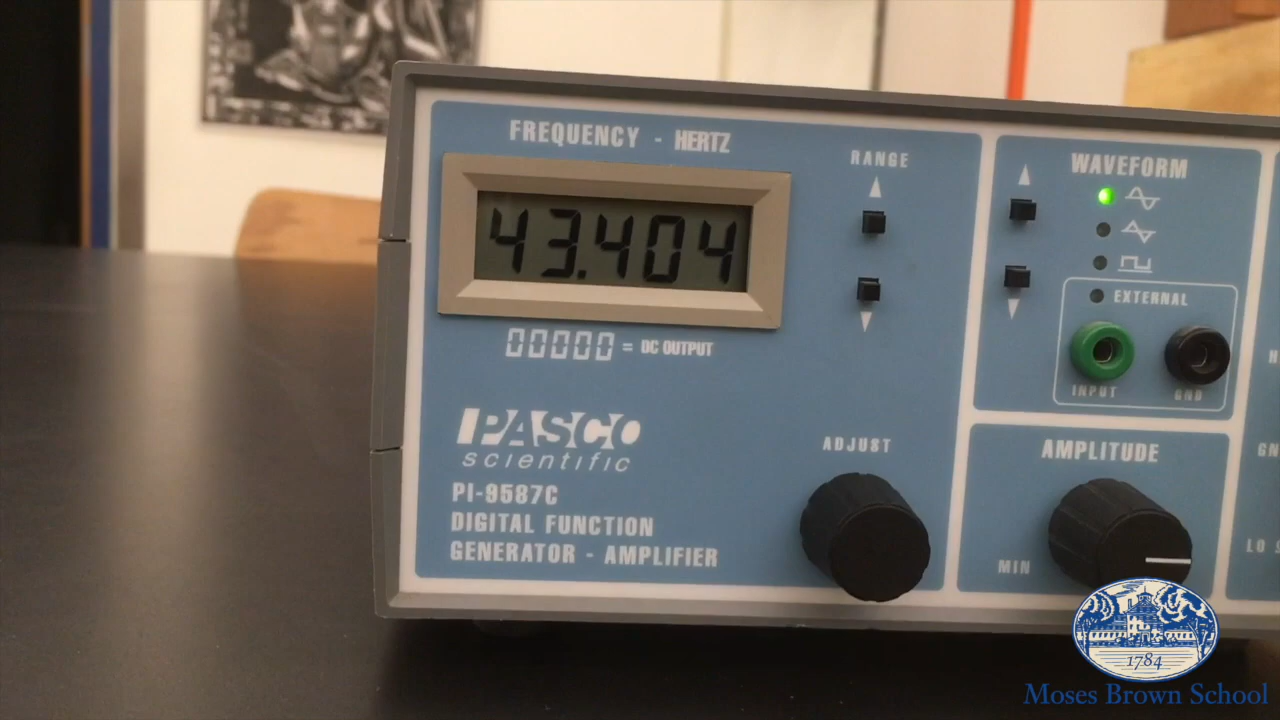 FREQUENCY - HERTZ
43.404
00000 = DC OUTPUT
PASCO
scientific
PI-9587C
DIGITAL FUNCTION
GENERATOR - AMPLIFIER
RANGE
ADJUST
WAVEFORM
EXTERNAL
INPUT
GND
AMPLITUDE
MIN
LO
1784
Moses Brown School